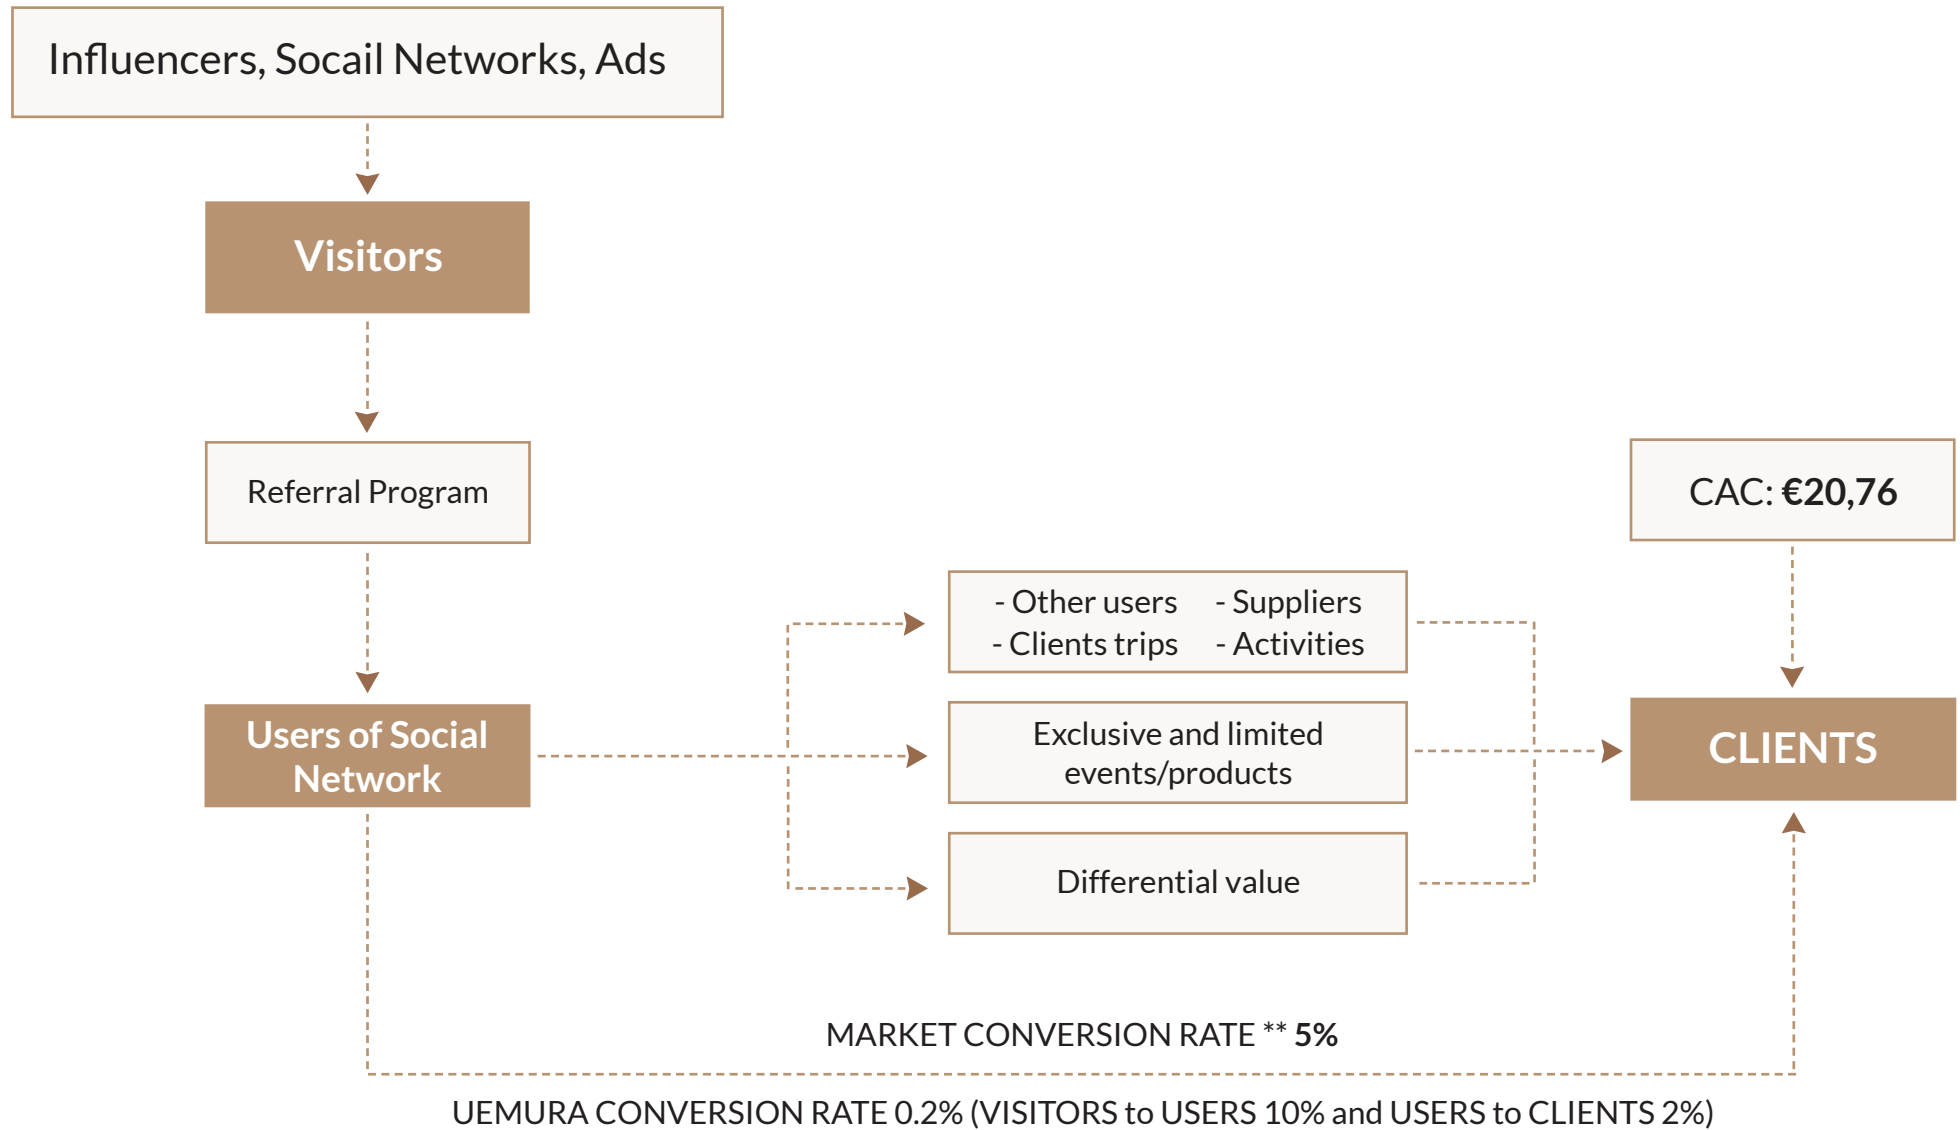 Influencers, Socail Networks, Ads
Visitors
Referral Program
CAC: €20,76
- Other users - Suppliers
- Clients trips - Activities
Users of Social
Network
Exclusive and limited
events/products
CLIENTS
Differential value
MARKET CONVERSION RATE ** 5%
UEMURA CONVERSION RATE 0.2% (VISITORS to USERS 10% and USERS to CLIENTS 2%)